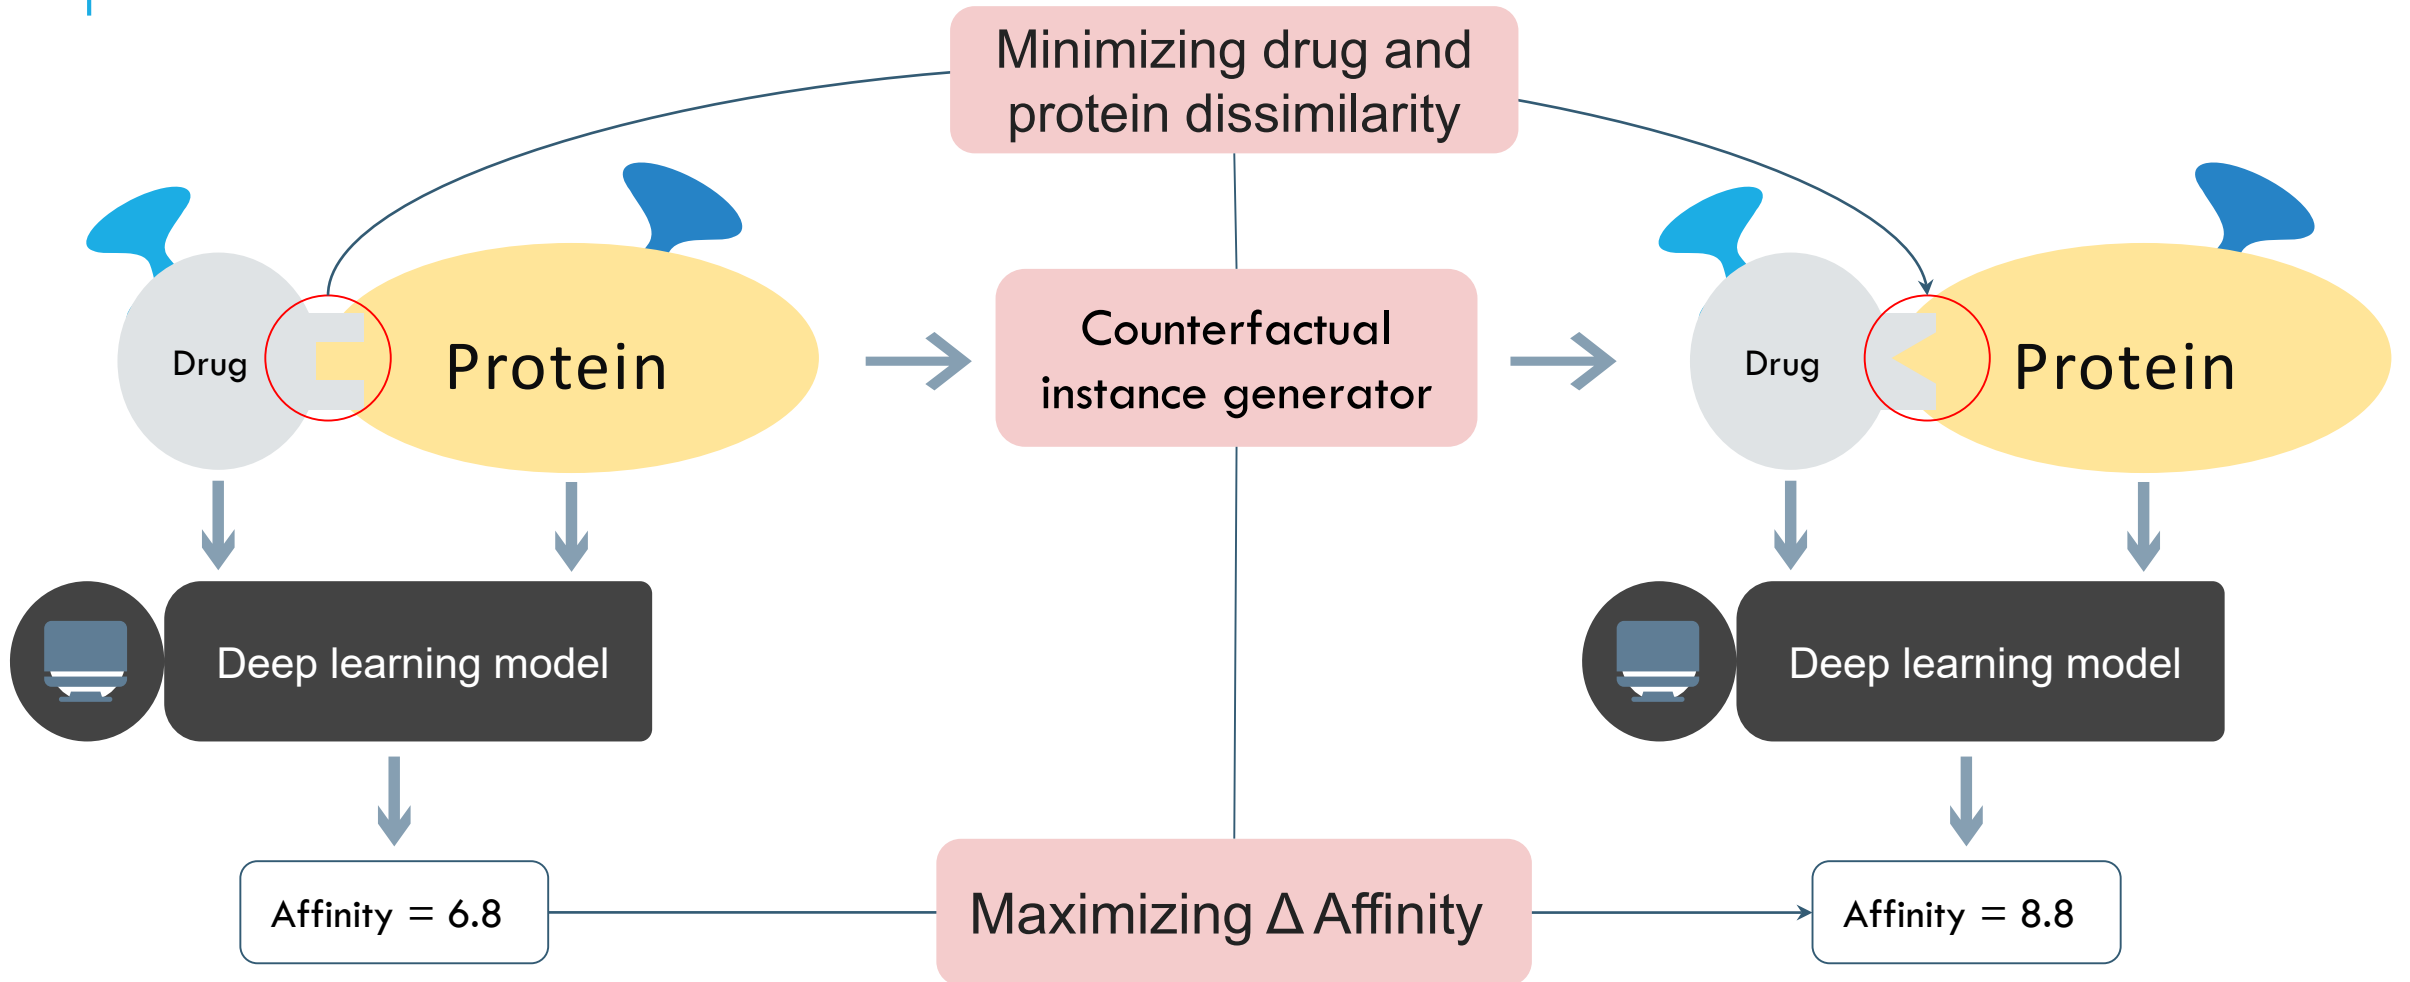 Minimizing drug and
protein dissimilarity
Drug
Protein
Counterfactual
instance generator
Drug
Protein
Deep learning model
Deep learning model
Affinity = 6.8
Maximizing Δ Affinity
Affinity = 8.8